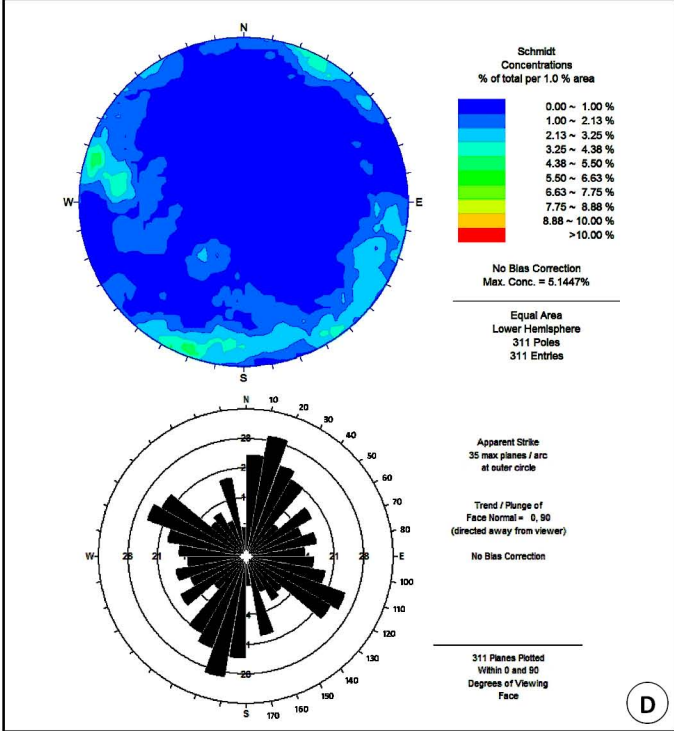 N
W
E
S
Schmidt
Concentrations
% of total per 1.0 % area
0.00 ~ 1.00 %
1.00 ~ 2.13 %
2.13 ~ 3.25 %
3.25 ~ 4.38 %
4.38 ~ 5.50 %
5.50 ~ 6.63 %
6.63 ~ 7.75 %
7.75 ~ 8.88 %
8.88 ~ 10.00 %
>10.00 %
No Bias Correction
Max. Conc. = 5.1447%
Equal Area
Lower Hemisphere
311 Poles
311 Entries
N
10
20
30
40
50
60
70
80
E
100
110
120
130
140
150
160
170
S
W
28
28
21
21
28
28
Apparent Strike
35 max planes / arc
at outer circle
Trend / Plunge of
Face Normal = 0, 90
(directed away from viewer)
No Bias Correction
311 Planes Plotted
Within 0 and 90
Degrees of Viewing
Face
D